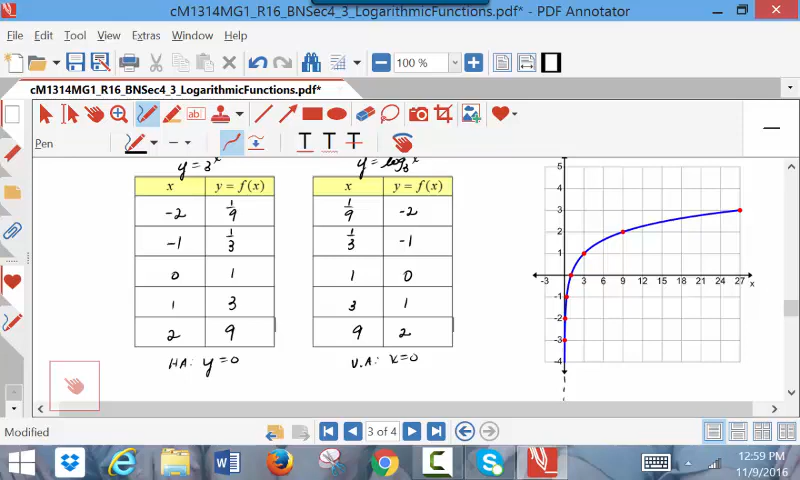 cM1314MG1_R16_BNSec4_3_LogarithmicFunctions.pdf* - PDF Annotator
File Edit Tools Extras Window Help
100 %
cM1314MG1_R16_BNSec4_3_LogarithmicFunctions.pdf*
ab|
T T T
Pen
y = 3^x y = log_3 x
x y = f(x) x y = f(x)
-2 1/9 1/9 -2
-1 1/3 1/3 -1
0 1 1 0
1 3 3 1
2 9 9 2
HA: y = 0 V.A: x = 0
5
4
3
2
1
-3 3 6 9 12 15 18 21 24 27 x
-1
-2
-3
-4
Modified 3 of 4
12:59 PM
11/9/2016